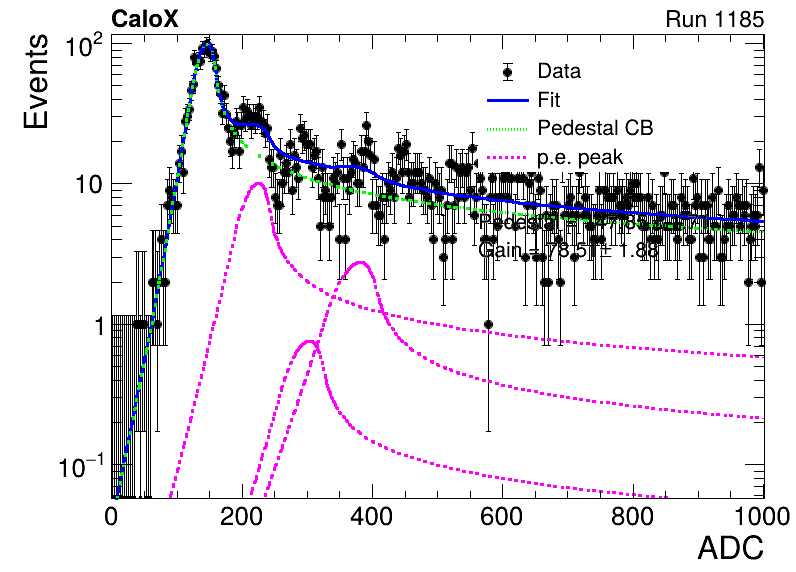 CaloX Run 1185
Events
Data
Fit
Pedestal CB
p.e. peak
Gain = 78.51 ± 1.88
10²
10
1
10⁻¹
0 200 400 600 800 1000
ADC